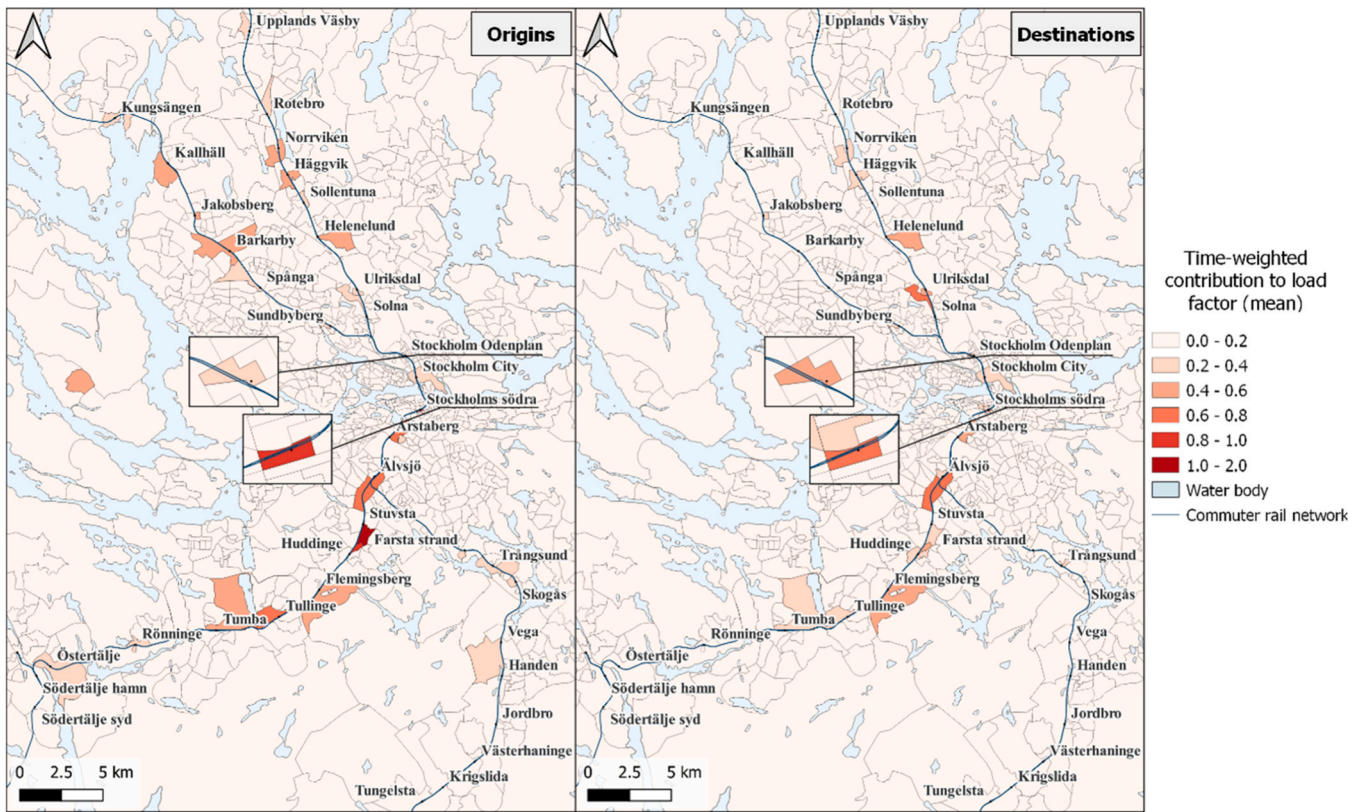 Origins
Upplands Väsby
Kungsängen
Rotebro
Norrviken
Kallhäll
Häggvik
Sollentuna
Jakobsberg
Helenelund
Barkarby
Spånga
Ulriksdal
Solna
Sundbyberg
Stockholm Odenplan
Stockholm City
Stockholms södra
Årstaberg
Älvsjö
Stuvsta
Huddinge
Farsta strand
Trångsund
Flemingsberg
Skogås
Tullinge
Tumba
Rönninge
Vega
Östertälje
Handen
Södertälje hamn
Södertälje syd
Jordbro
Västerhaninge
Krigslida
Tungelsta
0 2.5 5 km
Destinations
Upplands Väsby
Kungsängen
Rotebro
Norrviken
Kallhäll
Häggvik
Sollentuna
Jakobsberg
Helenelund
Barkarby
Spånga
Ulriksdal
Solna
Sundbyberg
Stockholm Odenplan
Stockholm City
Stockholms södra
Årstaberg
Älvsjö
Stuvsta
Huddinge
Farsta strand
Trångsund
Flemingsberg
Skogås
Tullinge
Tumba
Rönninge
Vega
Östertälje
Handen
Södertälje hamn
Södertälje syd
Jordbro
Västerhaninge
Krigslida
Tungelsta
0 2.5 5 km
Time-weighted
contribution to load
factor (mean)
0.0 - 0.2
0.2 - 0.4
0.4 - 0.6
0.6 - 0.8
0.8 - 1.0
1.0 - 2.0
Water body
Commuter rail network